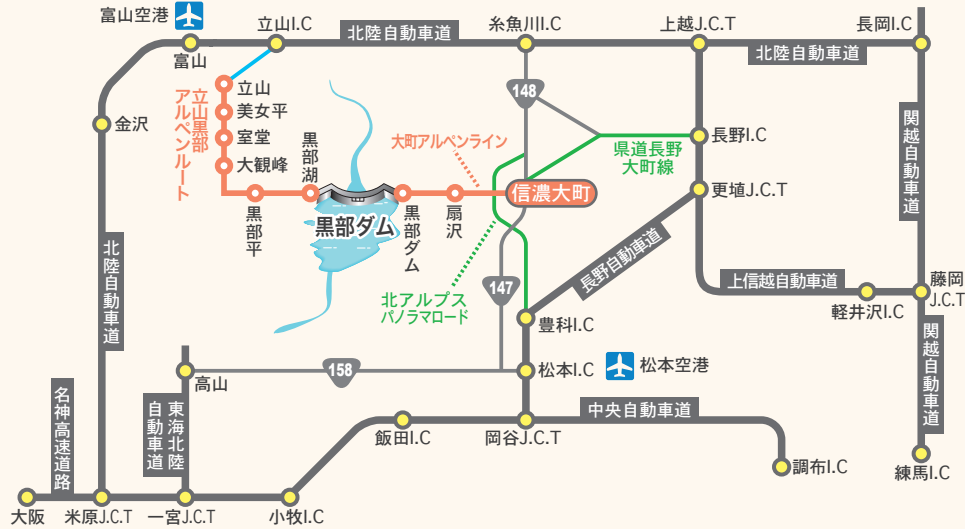 富山空港
立山I.C
北陸自動車道
糸魚川I.C
上越J.C.T
長岡I.C
富山
北陸自動車道
立山
148
立山黒部
アルペンルート
美女平
金沢
室堂
黒部湖
大町アルペンライン
県道長野
大町線
長野I.C
関越自動車道
大観峰
信濃大町
更埴J.C.T
黒部平
黒部ダム
黒部ダム
扇沢
長野自動車道
北陸自動車道
147
上信越自動車道
藤岡
J.C.T
北アルプス
パノラマロード
軽井沢I.C
豊科I.C
関越自動車道
158
松本I.C
松本空港
高山
名神高速道路
東海北陸
自動車道
中央自動車道
飯田I.C
岡谷J.C.T
調布I.C
練馬I.C
大阪
米原J.C.T
一宮J.C.T
小牧I.C